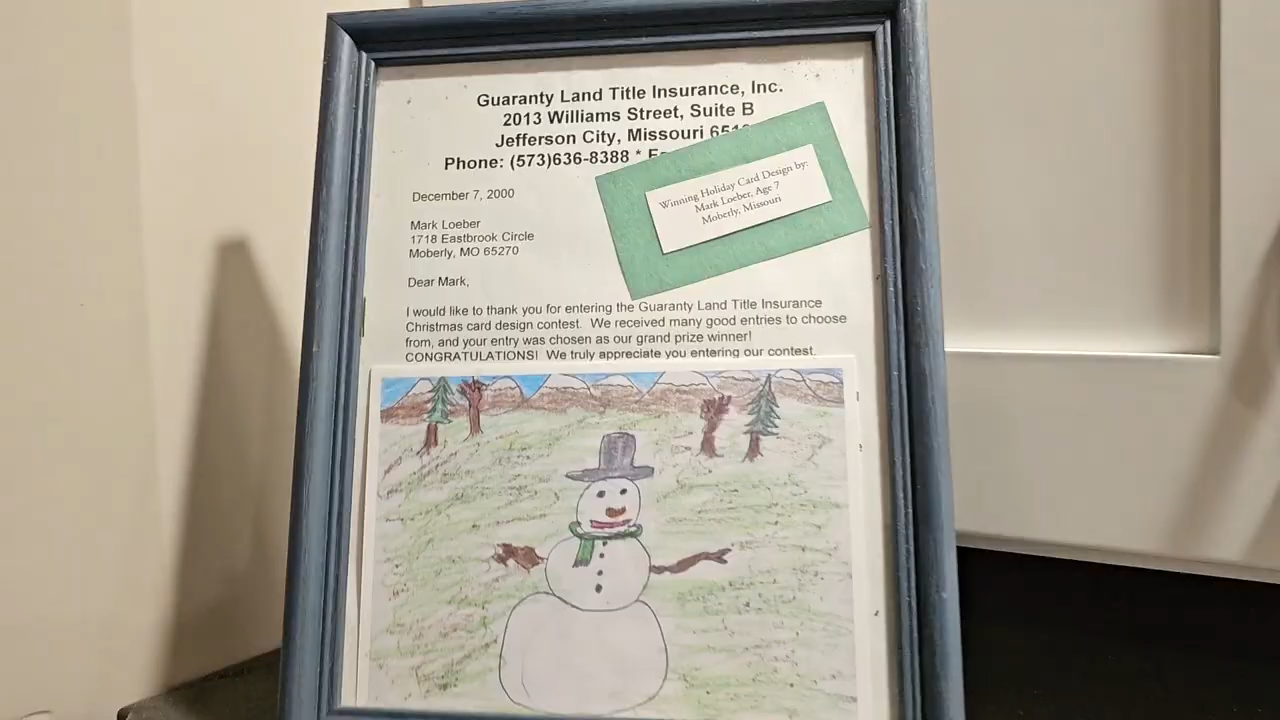 Guaranty Land Title Insurance, Inc.
2013 Williams Street, Suite B
Jefferson City, Missouri
Phone: (573)636-8388 *
Winning Holiday Card Design by:
Mark Loeber, Age 7
Moberly, Missouri
December 7, 2000
Mark Loeber
1718 Eastbrook Circle
Moberly, MO 65270
Dear Mark,
I would like to thank you for entering the Guaranty Land Title Insurance
Christmas card design contest. We received many good entries to choose
from, and your entry was chosen as our grand prize winner!
CONGRATULATIONS! We truly appreciate you entering our contest.